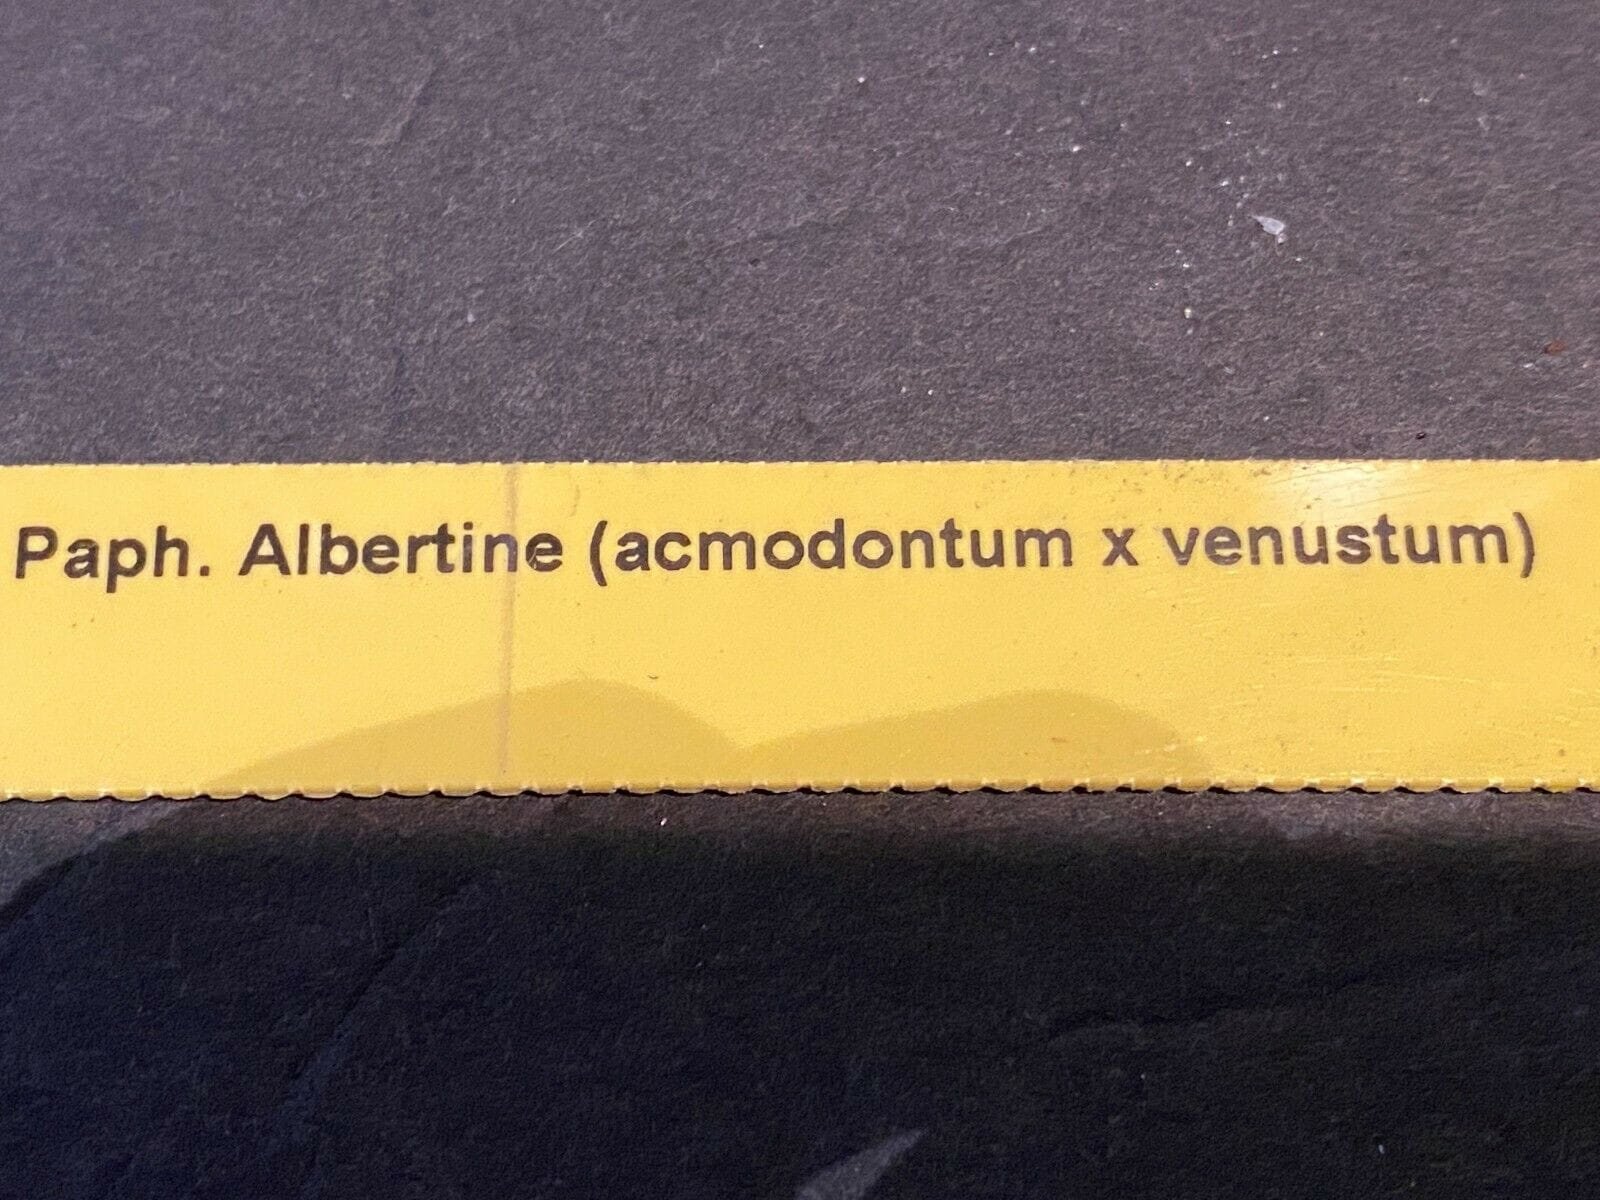 Paph. Albertine (acmodontum x venustum)